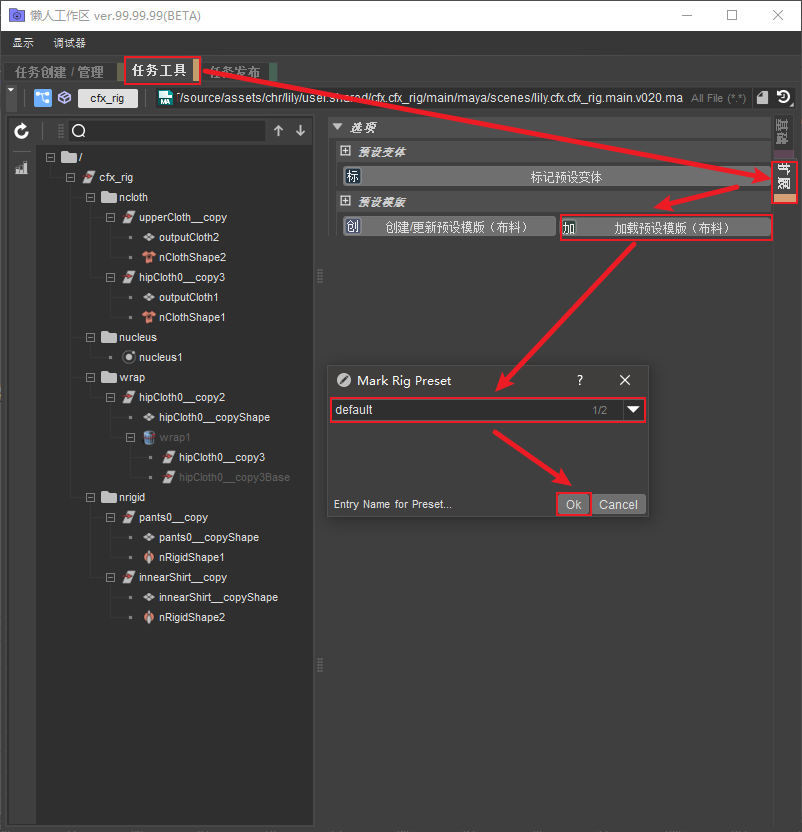 懒人工作区 ver.99.99.99(BETA)
显示 调试器
任务创建 / 管理 任务工具 任务发布
cfx_rig
/source/assets/chr/lily/user.shared/cfx.cfx_rig/main/maya/scenes/lily.cfx.cfx_rig.main.v020.ma All File (*.*)
/
cfx_rig
ncloth
upperCloth__copy
outputCloth2
nClothShape2
hipCloth0__copy3
outputCloth1
nClothShape1
nucleus
nucleus1
wrap
hipCloth0__copy2
hipCloth0__copyShape
wrap1
hipCloth0__copy3
hipCloth0__copy3Base
nrigid
pants0__copy
pants0__copyShape
nRigidShape1
innearShirt__copy
innearShirt__copyShape
nRigidShape2
选项
预设变体
标 标记预设变体
预设模版
创 创建/更新预设模版（布料）
加 加载预设模版（布料）
基础
扩展
Mark Rig Preset ?
default 1/2
Entry Name for Preset...
Ok Cancel
MA